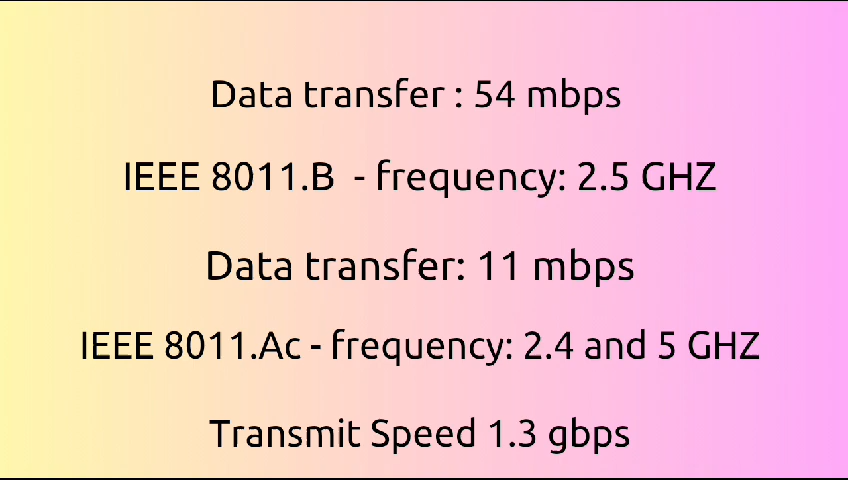 Data transfer : 54 mbps
IEEE 8011.B - frequency: 2.5 GHZ
Data transfer: 11 mbps
IEEE 8011.Ac - frequency: 2.4 and 5 GHZ
Transmit Speed 1.3 gbps